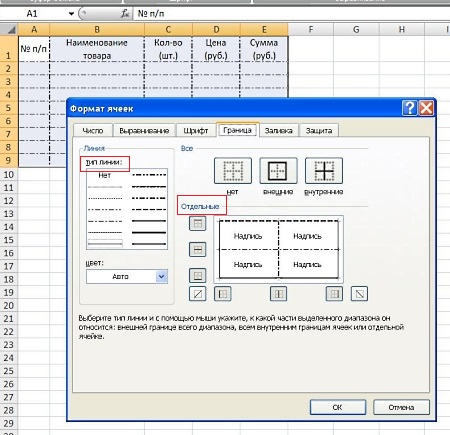 A1
№ п/п
A B C D E F G H I
1 № п/п Наименование товара Кол-во (шт.) Цена (руб.) Сумма (руб.)
2
3
4
5
6
7
8
9
10
11
12
13
14
15
16
17
18
19
20
21
22
23
24
25
26
27
28
29
Формат ячеек
Число Выравнивание Шрифт Граница Заливка Защита
Линия
Все
тип линии:
Нет
нет внешние внутренние
Отдельные
Надпись Надпись
Надпись Надпись
цвет:
Авто
Выберите тип линии и с помощью мыши укажите, к какой части выделенного диапазона он
относится: внешней границе всего диапазона, всем внутренним границам ячеек или отдельной
ячейке.
ОК Отмена